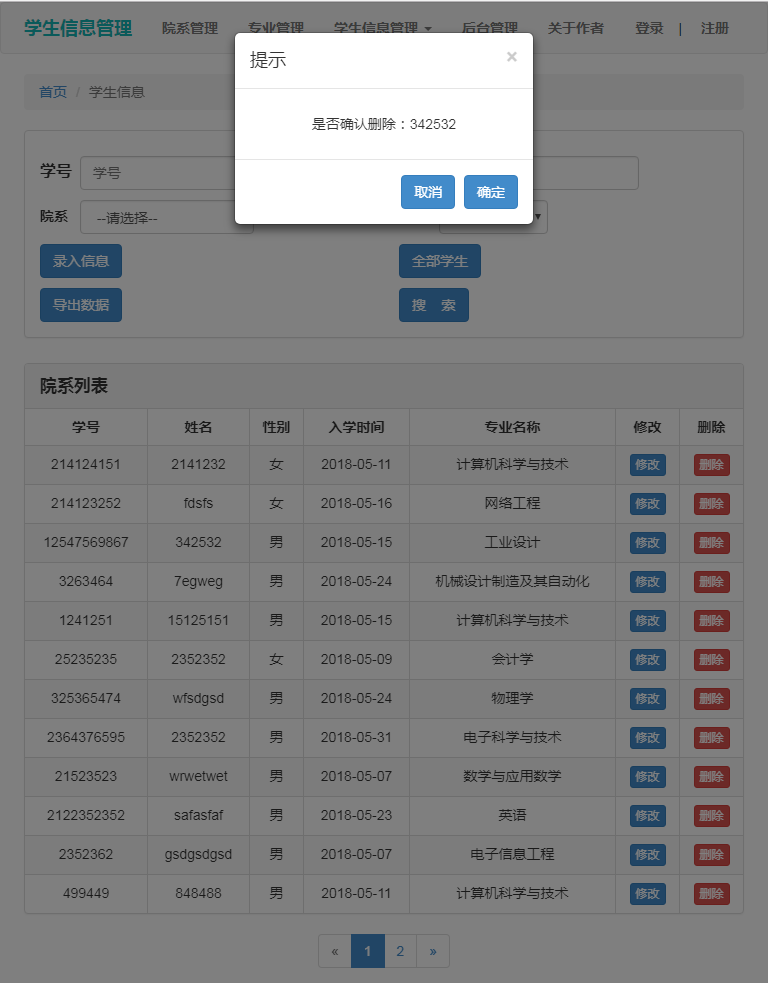 学生信息管理 院系管理 专业管理 学生信息管理 后台管理 关于作者 登录 | 注册
提示 ×
首页 / 学生信息
是否确认删除：342532
学号 学号
取消 确定
院系 --请选择--
录入信息 全部学生
导出数据 搜 索
院系列表
学号 姓名 性别 入学时间 专业名称 修改 删除
214124151 2141232 女 2018-05-11 计算机科学与技术 修改 删除
214123252 fdsfs 女 2018-05-16 网络工程 修改 删除
12547569867 342532 男 2018-05-15 工业设计 修改 删除
3263464 7egweg 男 2018-05-24 机械设计制造及其自动化 修改 删除
1241251 15125151 男 2018-05-15 计算机科学与技术 修改 删除
25235235 2352352 女 2018-05-09 会计学 修改 删除
325365474 wfsdgsd 男 2018-05-24 物理学 修改 删除
2364376595 2352352 男 2018-05-31 电子科学与技术 修改 删除
21523523 wrwetwet 男 2018-05-07 数学与应用数学 修改 删除
2122352352 safasfaf 男 2018-05-23 英语 修改 删除
2352362 gsdgsdgsd 男 2018-05-07 电子信息工程 修改 删除
499449 848488 男 2018-05-11 计算机科学与技术 修改 删除
« 1 2 »